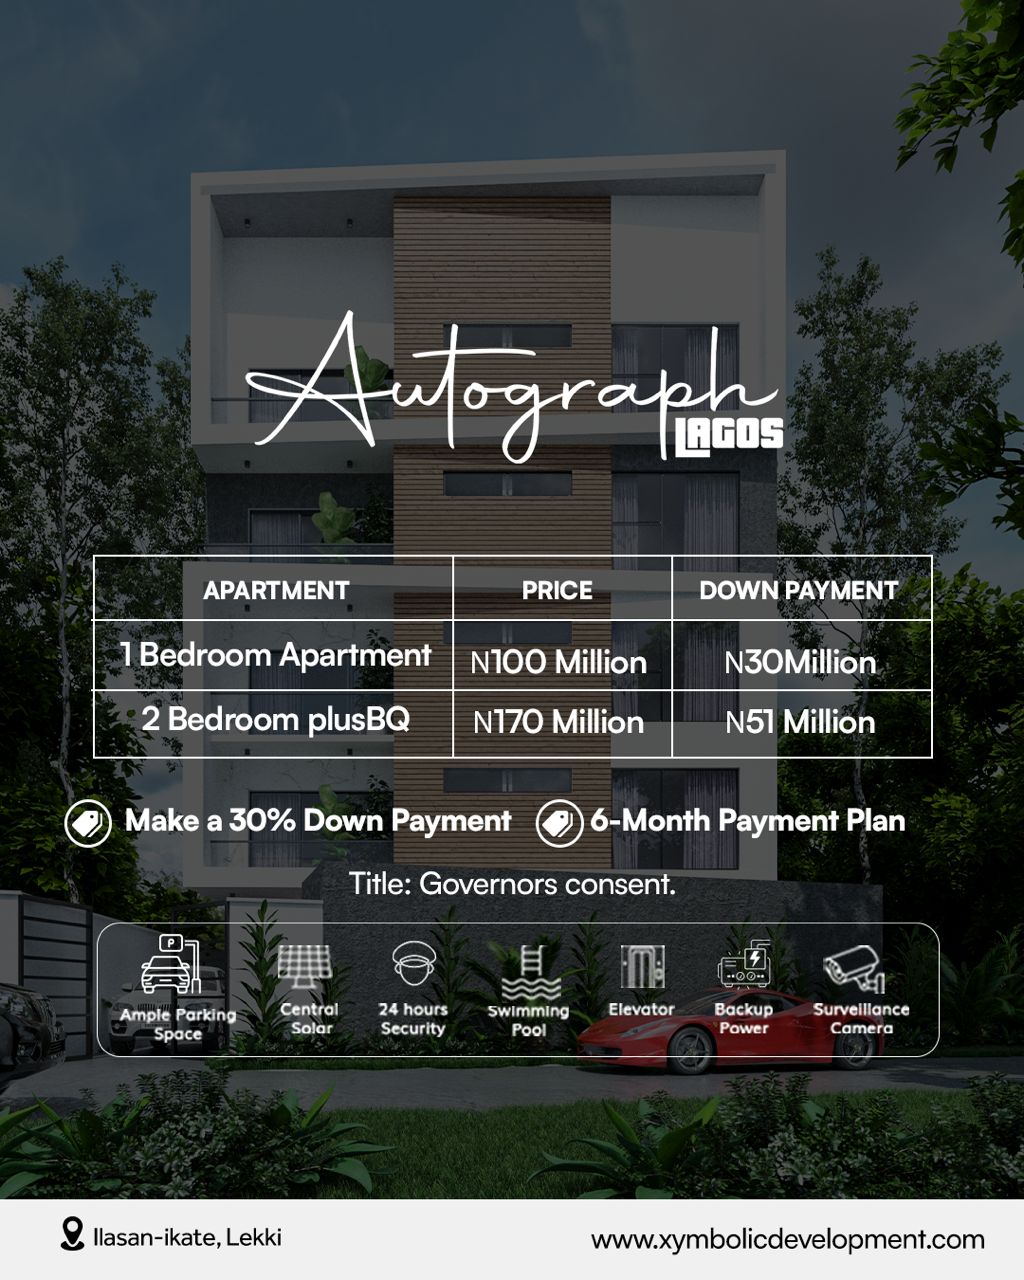 Autograph
LAGOS
APARTMENT PRICE DOWN PAYMENT
1 Bedroom Apartment N100 Million N30Million
2 Bedroom plusBQ N170 Million N51 Million
Make a 30% Down Payment 6-Month Payment Plan
Title: Governors consent.
P
Ample Parking
Space
Central
Solar
24 hours
Security
Swimming
Pool
Elevator
Backup
Power
Surveillance
Camera
Ilasan-ikate, Lekki
www.xymbolicdevelopment.com